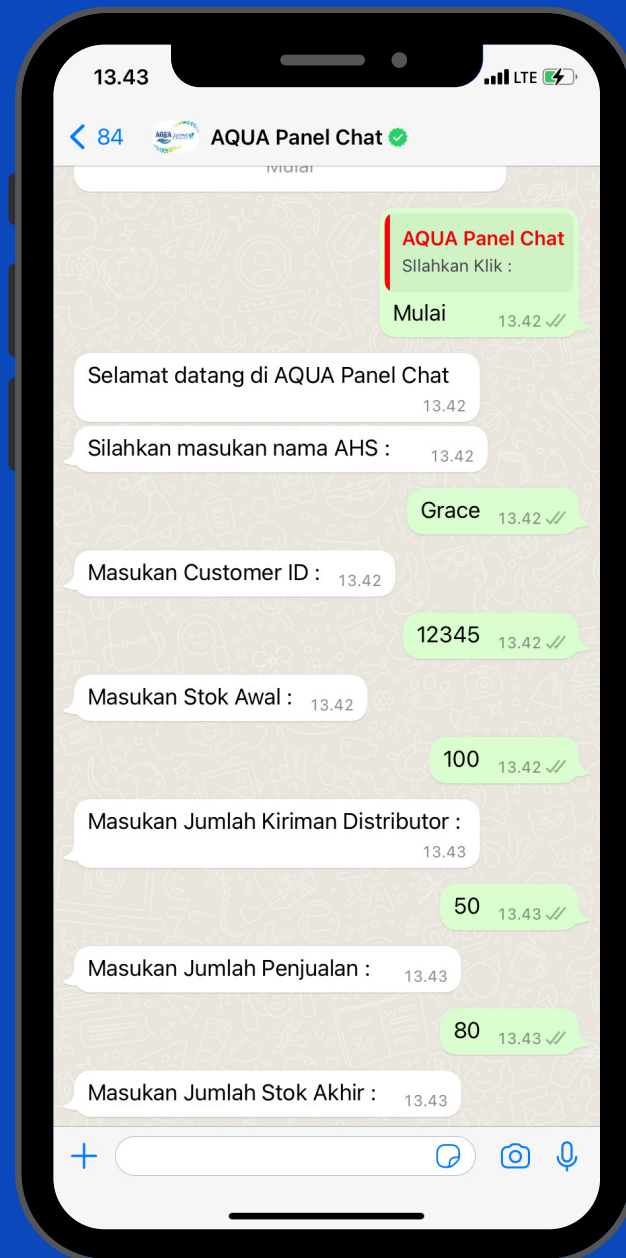 13.43
LTE
84
AQUA Panel Chat
Mulai
AQUA Panel Chat
SIlahkan Klik :
Mulai
13.42
Selamat datang di AQUA Panel Chat
13.42
Silahkan masukan nama AHS :
13.42
Grace
13.42
Masukan Customer ID :
13.42
12345
13.42
Masukan Stok Awal :
13.42
100
13.42
Masukan Jumlah Kiriman Distributor :
13.43
50
13.43
Masukan Jumlah Penjualan :
13.43
80
13.43
Masukan Jumlah Stok Akhir :
13.43